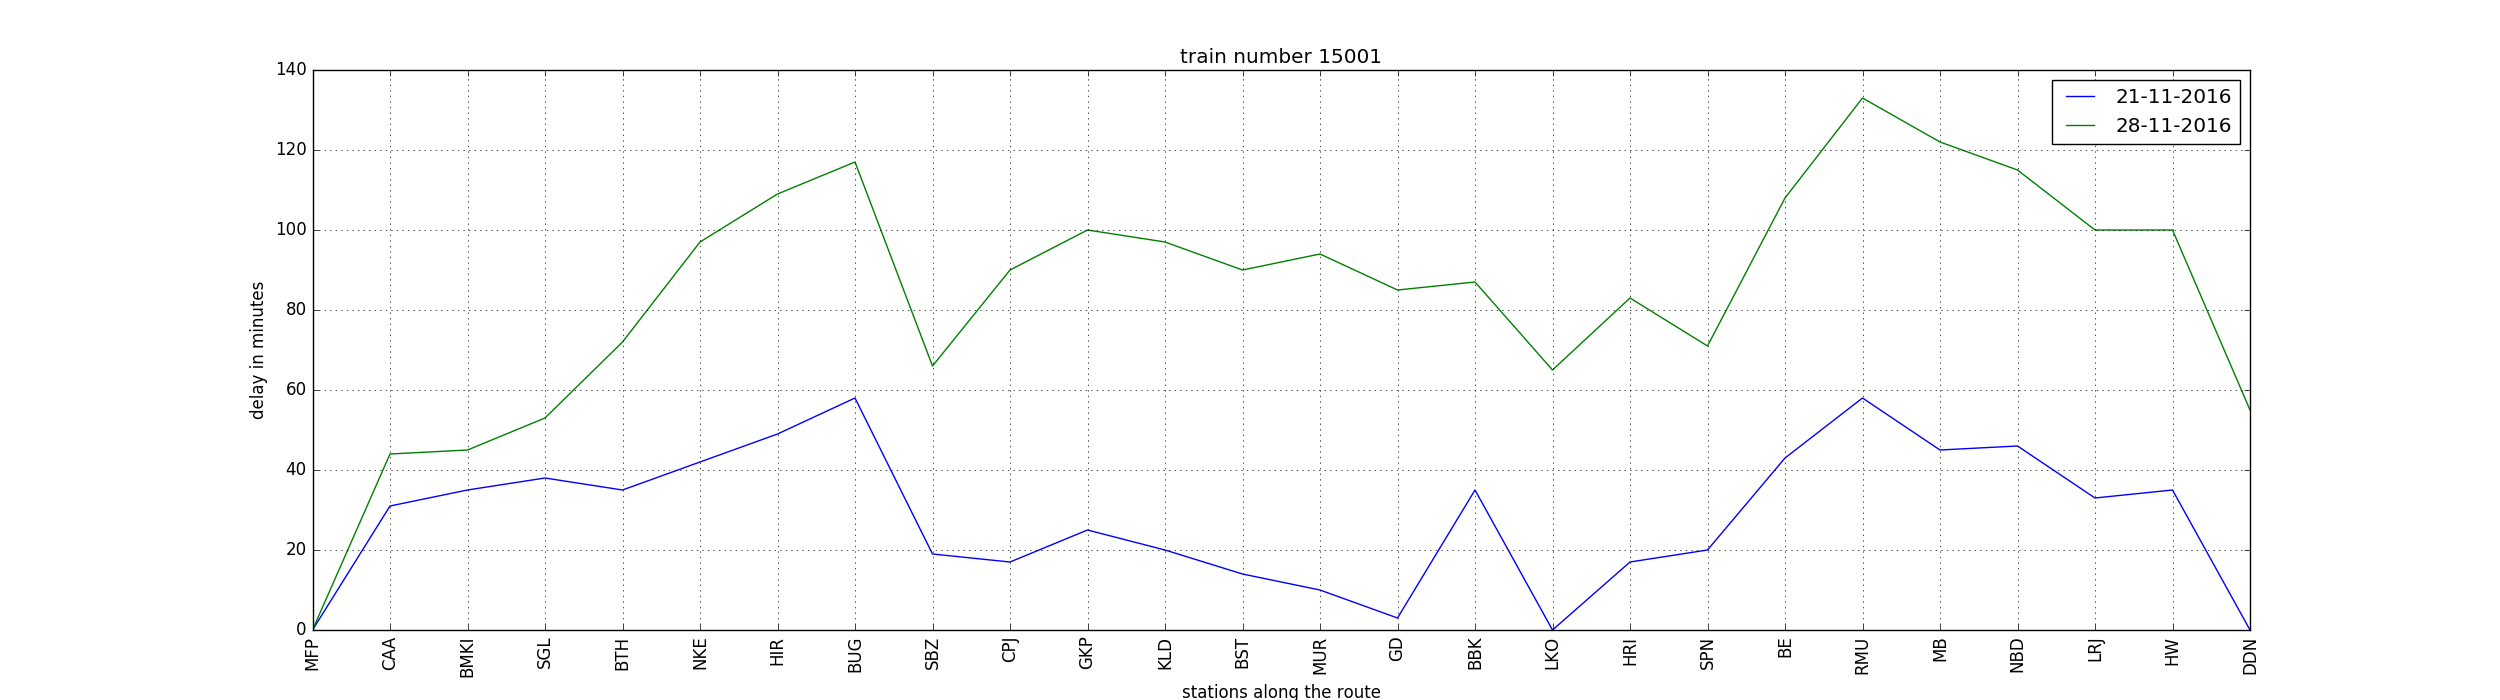 train number 15001
140
120
100
80
60
40
20
0
delay in minutes
21-11-2016
28-11-2016
MFP
CAA
BMKI
SGL
BTH
NKE
HIR
BUG
SBZ
CPJ
GKP
KLD
BST
MUR
GD
BBK
LKO
HRI
SPN
BE
RMU
MB
NBD
LRJ
HW
DDN
stations along the route